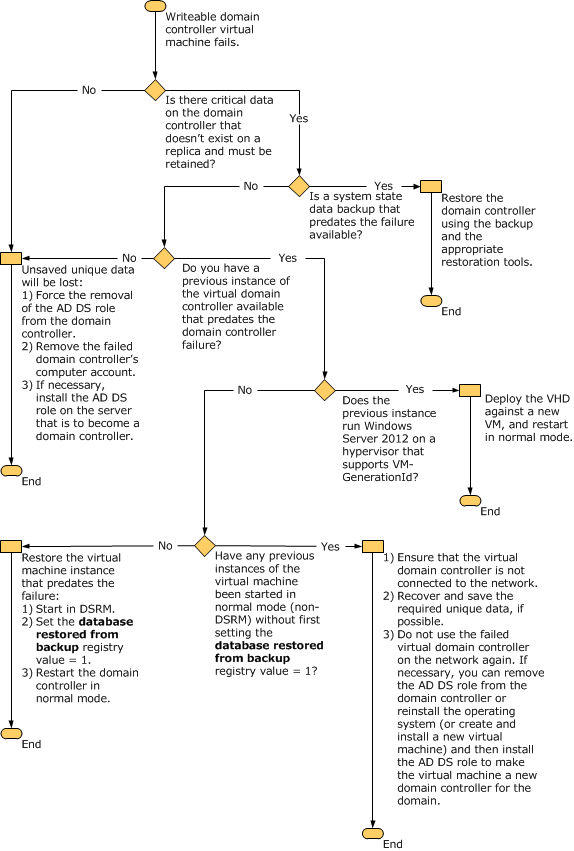 Writeable domain
controller virtual
machine fails.
No
Is there critical data
on the domain
controller that
doesn't exist on a
replica and must be
retained?
Yes
No
Is a system state
data backup that
predates the failure
available?
Yes
Restore the
domain controller
using the backup
and the
appropriate
restoration tools.
End
No
Do you have a
previous instance of
the virtual domain
controller available
that predates the
domain controller
failure?
Yes
Unsaved unique data
will be lost:
1) Force the removal
of the AD DS role
from the domain
controller.
2) Remove the failed
domain controller's
computer account.
3) If necessary,
install the AD DS
role on the server
that is to become a
domain controller.
End
No
Does the
previous instance
run Windows
Server 2012 on a
hypervisor that
supports VM-
GenerationId?
Yes
Deploy the VHD
against a new
VM, and restart
in normal mode.
End
No
Have any previous
instances of the
virtual machine
been started in
normal mode (non-
DSRM) without first
setting the
database restored
from backup
registry value = 1?
Yes
Restore the virtual
machine instance
that predates the
failure:
1) Start in DSRM.
2) Set the database
restored from
backup registry
value = 1.
3) Restart the domain
controller in
normal mode.
End
1) Ensure that the virtual
domain controller is not
connected to the network.
2) Recover and save the
required unique data, if
possible.
3) Do not use the failed
virtual domain controller
on the network again. If
necessary, you can remove
the AD DS role from the
domain controller or
reinstall the operating
system (or create and
install a new virtual
machine) and then install
the AD DS role to make
the virtual machine a new
domain controller for the
domain.
End